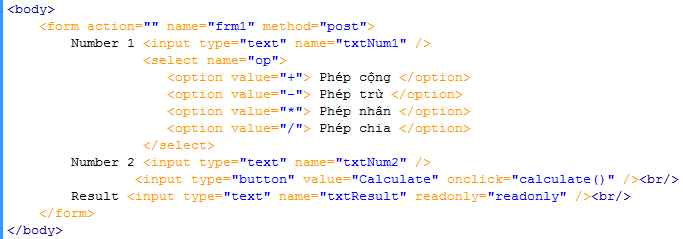 <body>
<form action="" name="frm1" method="post">
Number 1 <input type="text" name="txtNum1" />
<select name="op">
<option value="+"> Phép cộng </option>
<option value="-"> Phép trừ </option>
<option value="*"> Phép nhân </option>
<option value="/"> Phép chia </option>
</select>
Number 2 <input type="text" name="txtNum2" />
<input type="button" value="Calculate" onclick="calculate()" /><br/>
Result <input type="text" name="txtResult" readonly="readonly" /><br/>
</form>
</body>